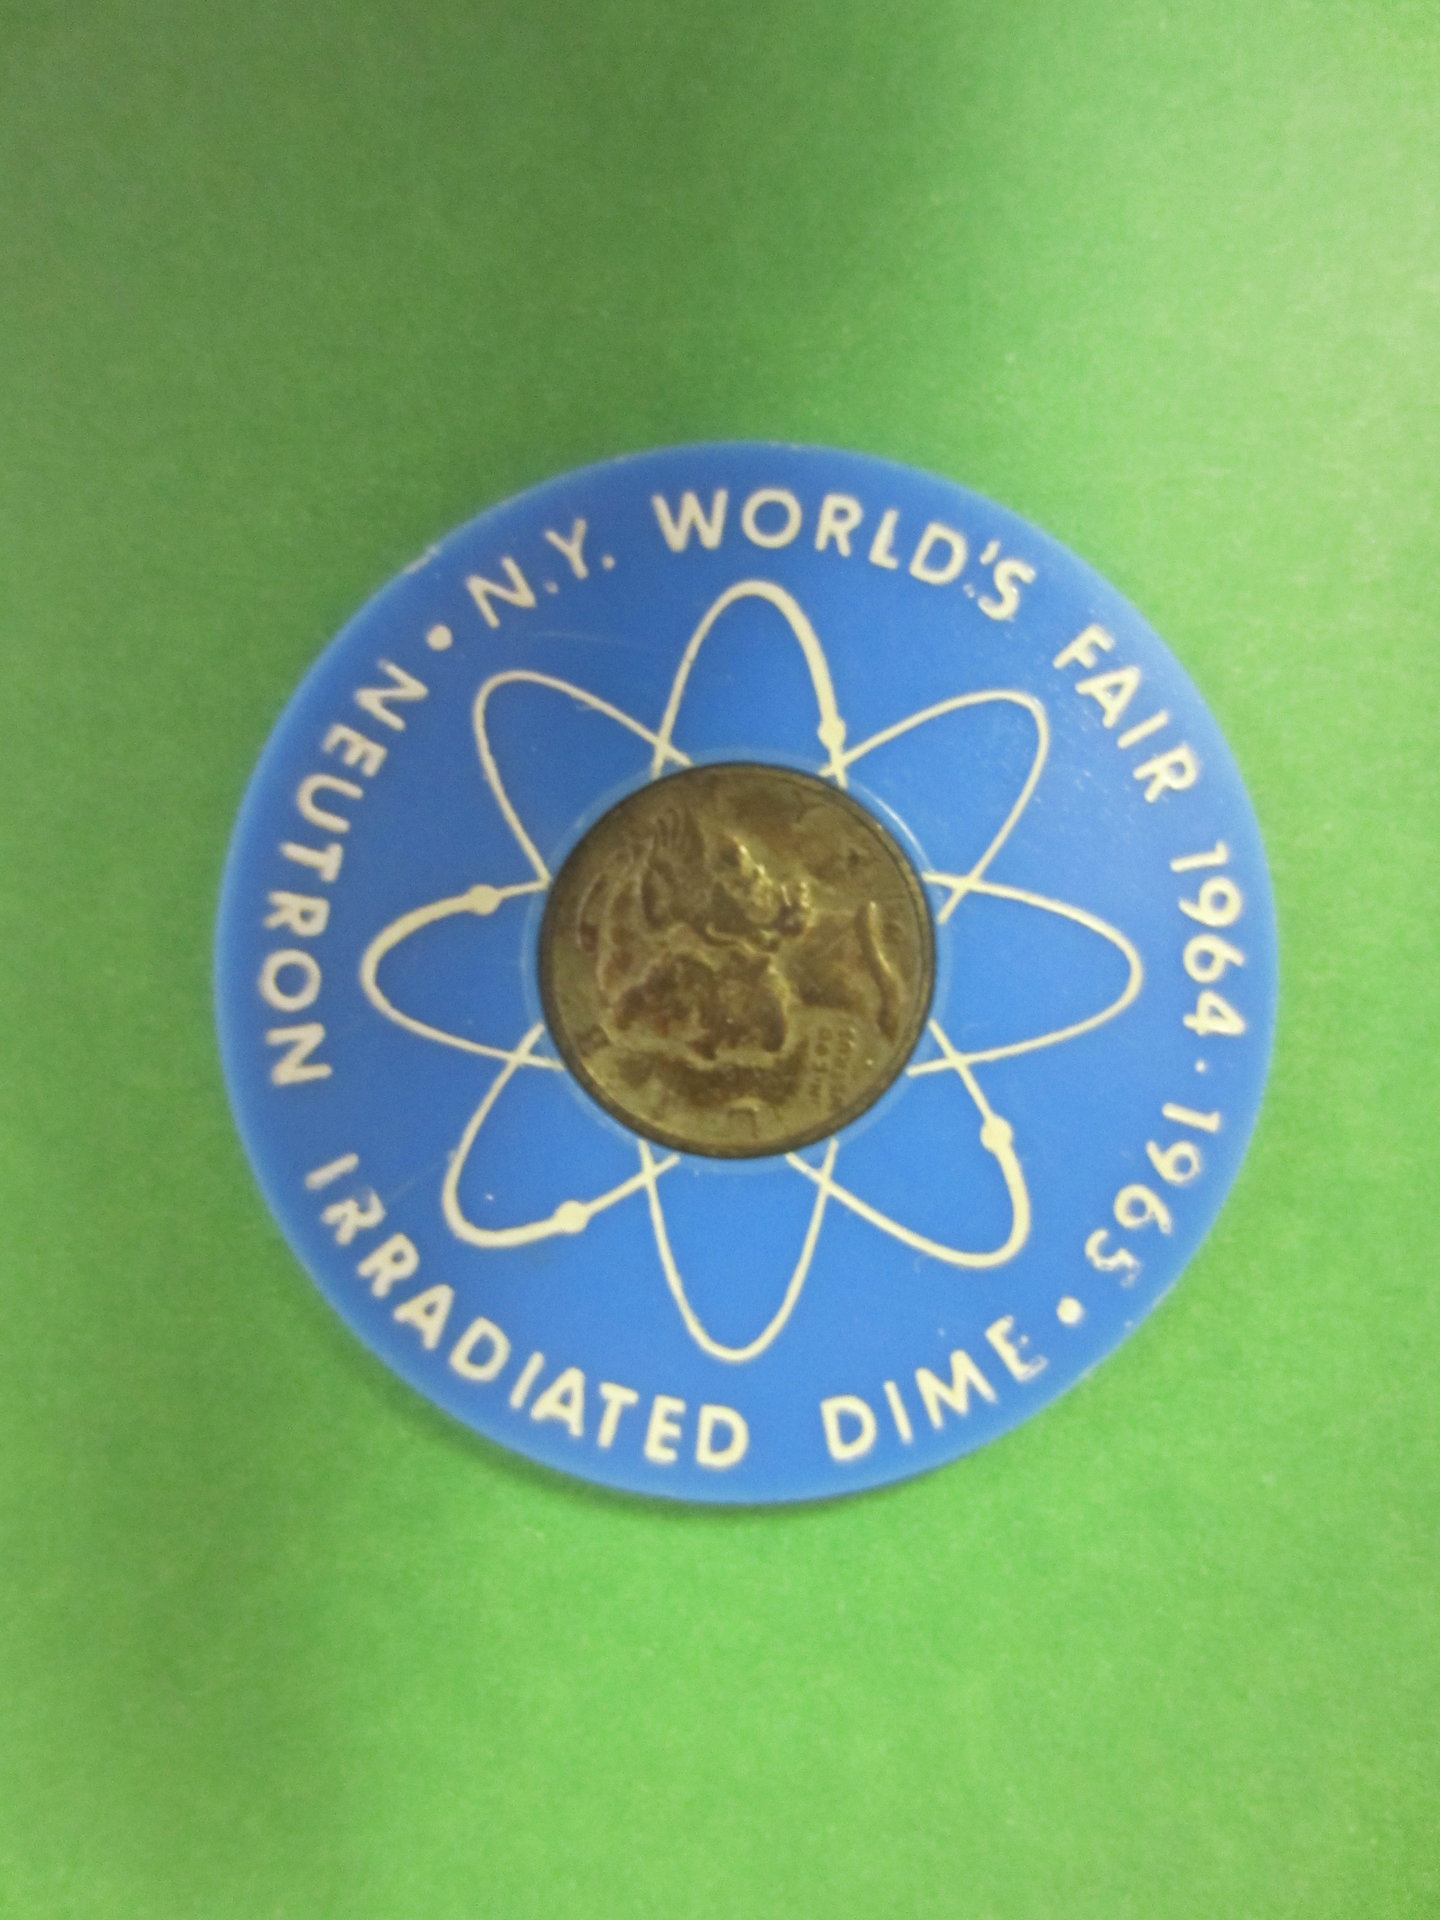 • N.Y. WORLD'S FAIR 1964·1965 •
NEUTRON IRRADIATED DIME